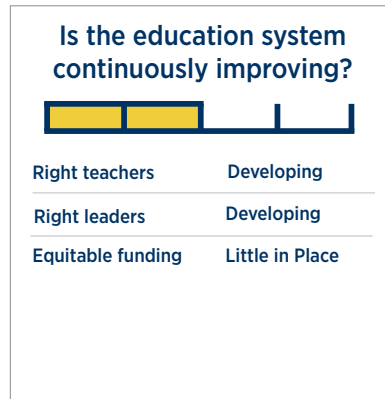 Is the education system
continuously improving?
Right teachers Developing
Right leaders Developing
Equitable funding Little in Place